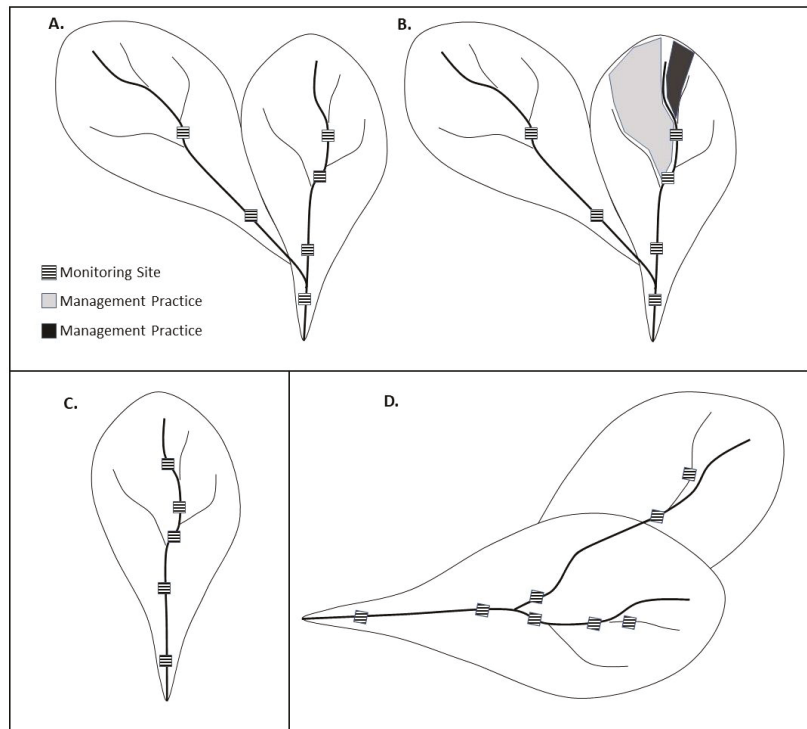 A.
B.
Monitoring Site
Management Practice
Management Practice
C.
D.